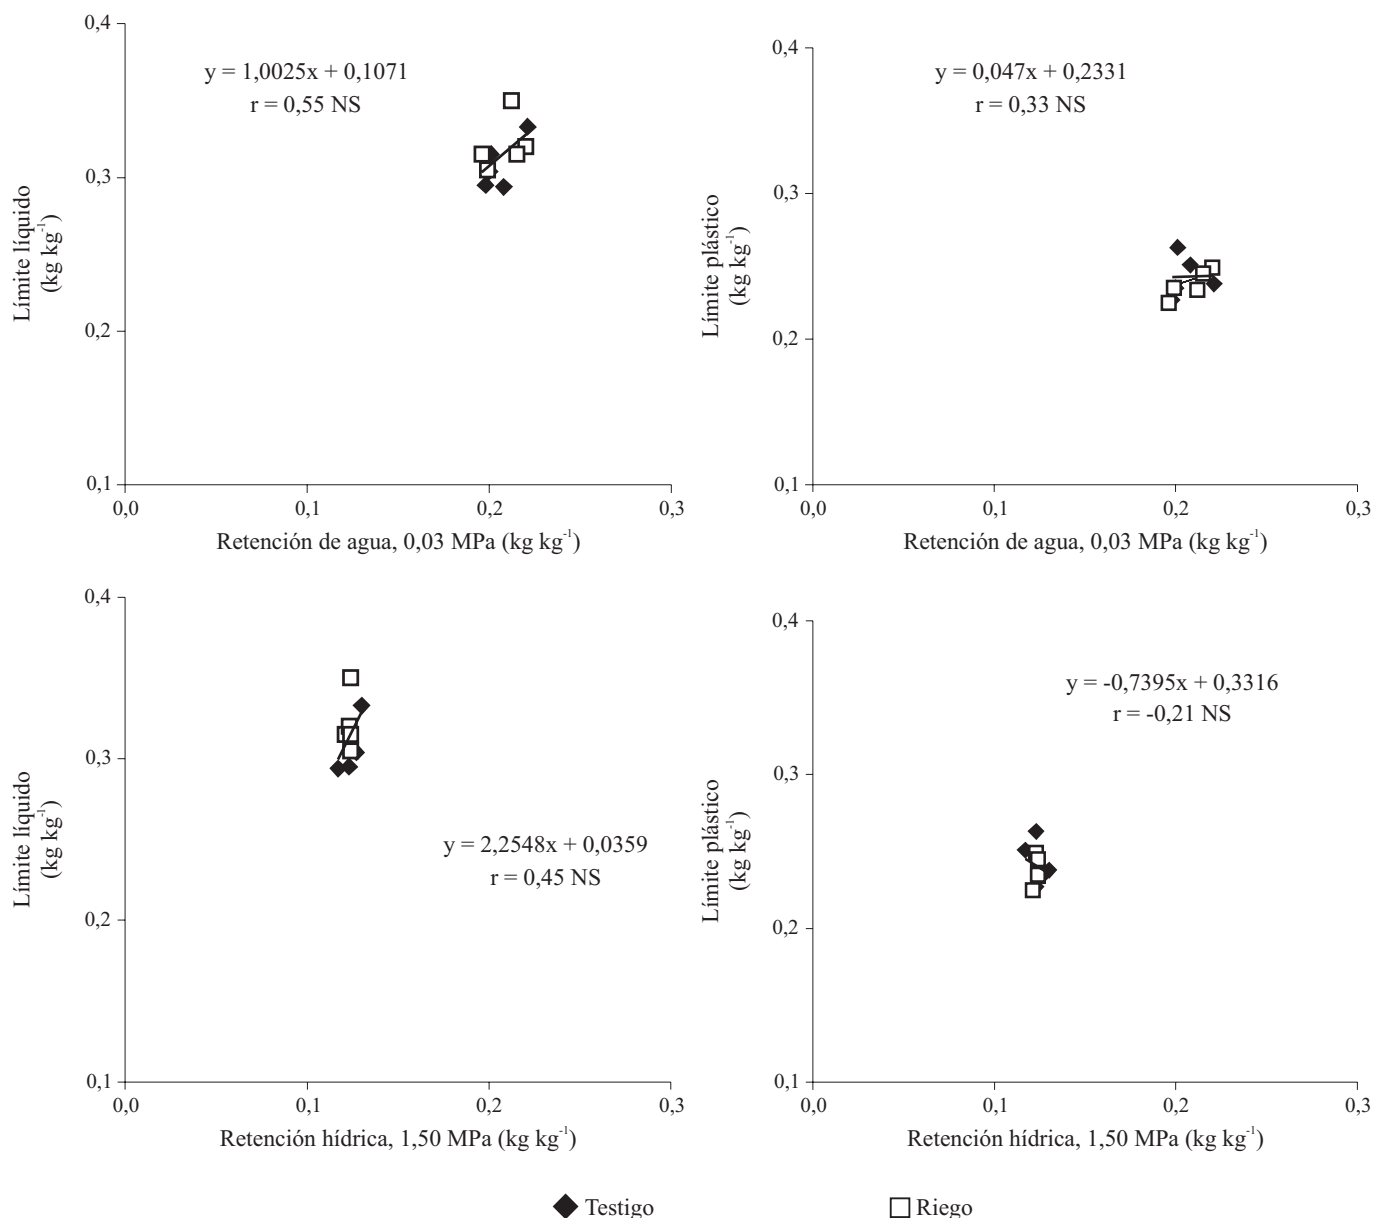 0,4
0,3
0,2
0,1
Límite líquido
(kg kg-1)
y = 1,0025x + 0,1071
r = 0,55 NS
0,0
0,1
0,2
0,3
Retención de agua, 0,03 MPa (kg kg-1)
0,4
0,3
0,2
0,1
Límite plástico
(kg kg-1)
y = 0,047x + 0,2331
r = 0,33 NS
0,0
0,1
0,2
0,3
Retención de agua, 0,03 MPa (kg kg-1)
0,4
0,3
0,2
0,1
Límite líquido
(kg kg-1)
y = 2,2548x + 0,0359
r = 0,45 NS
0,0
0,1
0,2
0,3
Retención hídrica, 1,50 MPa (kg kg-1)
0,4
0,3
0,2
0,1
Límite plástico
(kg kg-1)
y = -0,7395x + 0,3316
r = -0,21 NS
0,0
0,1
0,2
0,3
Retención hídrica, 1,50 MPa (kg kg-1)
Testigo
Riego